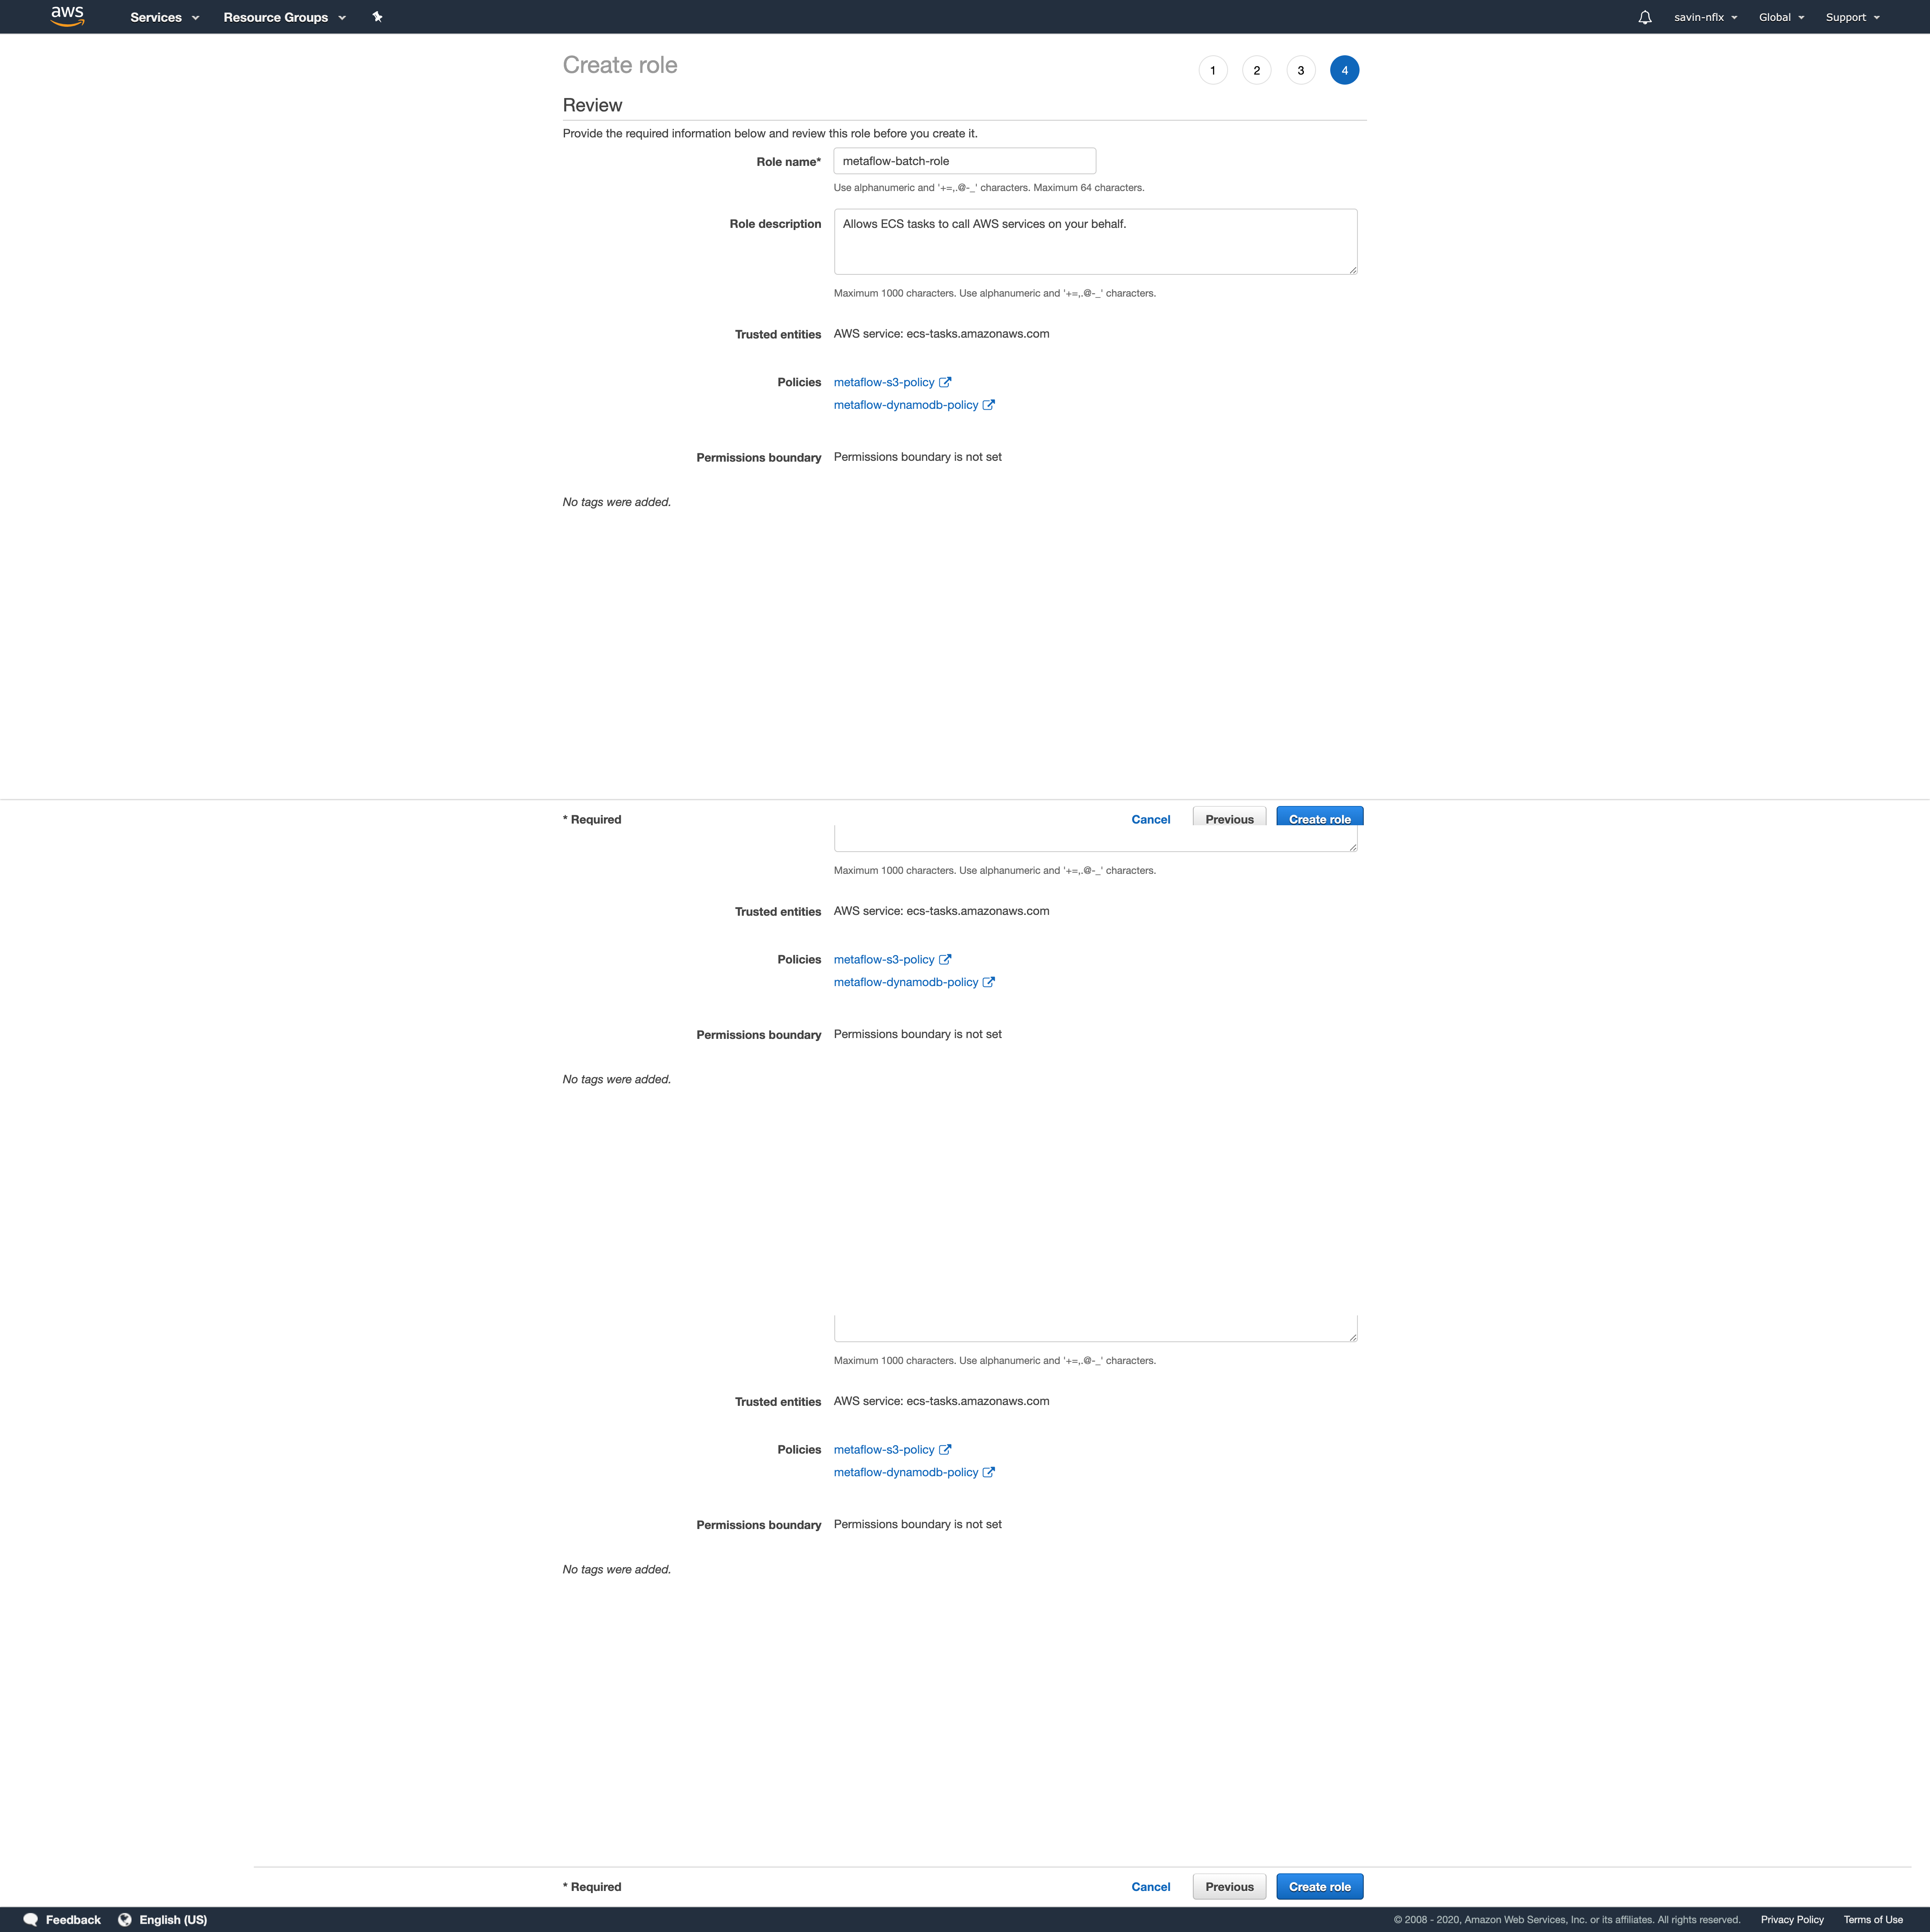 aws Services Resource Groups savin-nflx Global Support
Create role 1 2 3 4
Review
Provide the required information below and review this role before you create it.
Role name* metaflow-batch-role
Use alphanumeric and '+=,.@-_' characters. Maximum 64 characters.
Role description Allows ECS tasks to call AWS services on your behalf.
Maximum 1000 characters. Use alphanumeric and '+=,.@-_' characters.
Trusted entities AWS service: ecs-tasks.amazonaws.com
Policies metaflow-s3-policy
metaflow-dynamodb-policy
Permissions boundary Permissions boundary is not set
No tags were added.
* Required Cancel Previous Create role
Maximum 1000 characters. Use alphanumeric and '+=,.@-_' characters.
Trusted entities AWS service: ecs-tasks.amazonaws.com
Policies metaflow-s3-policy
metaflow-dynamodb-policy
Permissions boundary Permissions boundary is not set
No tags were added.
Maximum 1000 characters. Use alphanumeric and '+=,.@-_' characters.
Trusted entities AWS service: ecs-tasks.amazonaws.com
Policies metaflow-s3-policy
metaflow-dynamodb-policy
Permissions boundary Permissions boundary is not set
No tags were added.
* Required Cancel Previous Create role
Feedback English (US) © 2008 - 2020, Amazon Web Services, Inc. or its affiliates. All rights reserved. Privacy Policy Terms of Use